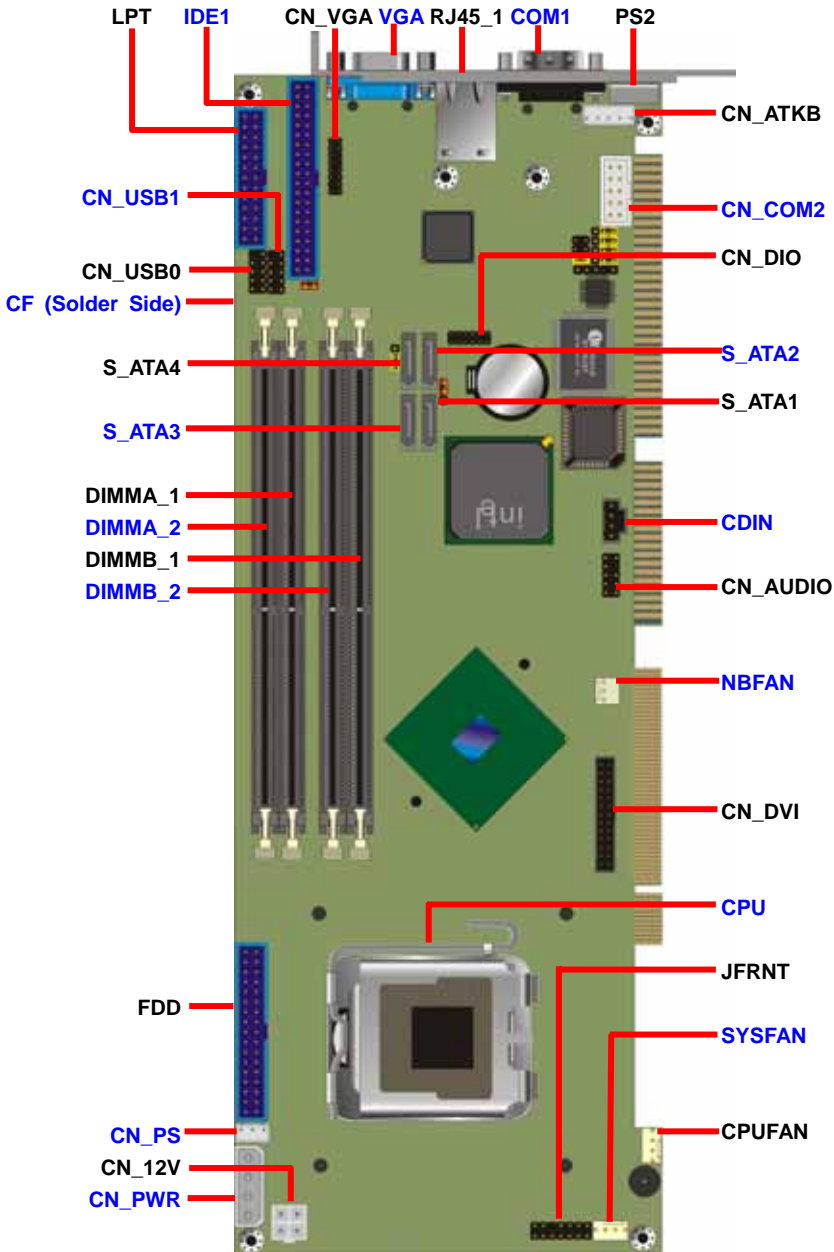 LPT IDE1 CN_VGA VGA RJ45_1 COM1 PS2
CN_ATKB
CN_USB1
CN_COM2
CN_USB0
CN_DIO
CF (Solder Side)
S_ATA4
S_ATA2
S_ATA1
S_ATA3
DIMMA_1
DIMMA_2
DIMMB_1
DIMMB_2
intel
CDIN
CN_AUDIO
NBFAN
CN_DVI
CPU
JFRNT
FDD
SYSFAN
CN_PS
CPUFAN
CN_12V
CN_PWR